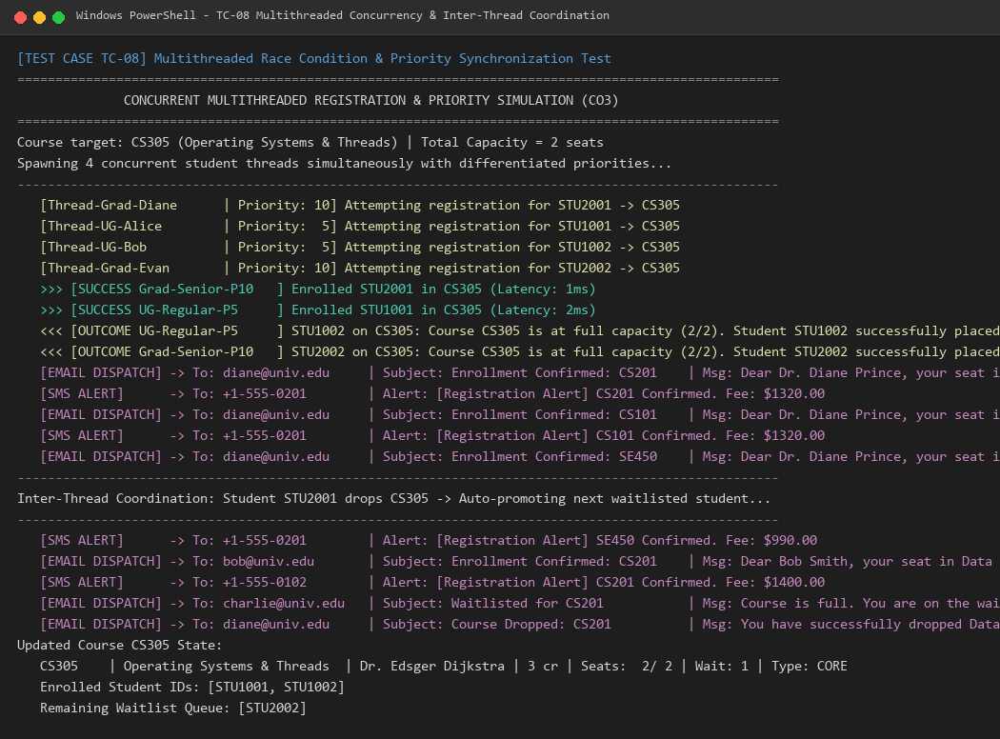 Windows PowerShell - TC-08 Multithreaded Concurrency & Inter-Thread Coordination
[TEST CASE TC-08] Multithreaded Race Condition & Priority Synchronization Test
====================================================================================================
CONCURRENT MULTITHREADED REGISTRATION & PRIORITY SIMULATION (CO3)
====================================================================================================
Course target: CS305 (Operating Systems & Threads) | Total Capacity = 2 seats
Spawning 4 concurrent student threads simultaneously with differentiated priorities...
----------------------------------------------------------------------------------------------------
[Thread-Grad-Diane      | Priority: 10] Attempting registration for STU2001 -> CS305
[Thread-UG-Alice        | Priority:  5] Attempting registration for STU1001 -> CS305
[Thread-UG-Bob          | Priority:  5] Attempting registration for STU1002 -> CS305
[Thread-Grad-Evan       | Priority: 10] Attempting registration for STU2002 -> CS305
>>> [SUCCESS Grad-Senior-P10   ] Enrolled STU2001 in CS305 (Latency: 1ms)
>>> [SUCCESS UG-Regular-P5     ] Enrolled STU1001 in CS305 (Latency: 2ms)
<<< [OUTCOME UG-Regular-P5     ] STU1002 on CS305: Course CS305 is at full capacity (2/2). Student STU1002 successfully placed
<<< [OUTCOME Grad-Senior-P10   ] STU2002 on CS305: Course CS305 is at full capacity (2/2). Student STU2002 successfully placed
[EMAIL DISPATCH] -> To: diane@univ.edu     | Subject: Enrollment Confirmed: CS201    | Msg: Dear Dr. Diane Prince, your seat i
[SMS ALERT]      -> To: +1-555-0201        | Alert: [Registration Alert] CS201 Confirmed. Fee: $1320.00
[EMAIL DISPATCH] -> To: diane@univ.edu     | Subject: Enrollment Confirmed: CS101    | Msg: Dear Dr. Diane Prince, your seat i
[SMS ALERT]      -> To: +1-555-0201        | Alert: [Registration Alert] CS101 Confirmed. Fee: $1320.00
[EMAIL DISPATCH] -> To: diane@univ.edu     | Subject: Enrollment Confirmed: SE450    | Msg: Dear Dr. Diane Prince, your seat i
----------------------------------------------------------------------------------------------------
Inter-Thread Coordination: Student STU2001 drops CS305 -> Auto-promoting next waitlisted student...
----------------------------------------------------------------------------------------------------
[SMS ALERT]      -> To: +1-555-0201        | Alert: [Registration Alert] SE450 Confirmed. Fee: $990.00
[EMAIL DISPATCH] -> To: bob@univ.edu       | Subject: Enrollment Confirmed: CS201    | Msg: Dear Bob Smith, your seat in Data
[SMS ALERT]      -> To: +1-555-0102        | Alert: [Registration Alert] CS201 Confirmed. Fee: $1400.00
[EMAIL DISPATCH] -> To: charlie@univ.edu   | Subject: Waitlisted for CS201           | Msg: Course is full. You are on the wai
[EMAIL DISPATCH] -> To: diane@univ.edu     | Subject: Course Dropped: CS201          | Msg: You have successfully dropped Data
Updated Course CS305 State:
CS305    | Operating Systems & Threads  | Dr. Edsger Dijkstra | 3 cr | Seats:  2/ 2 | Wait: 1 | Type: CORE
Enrolled Student IDs: [STU1001, STU1002]
Remaining Waitlist Queue: [STU2002]